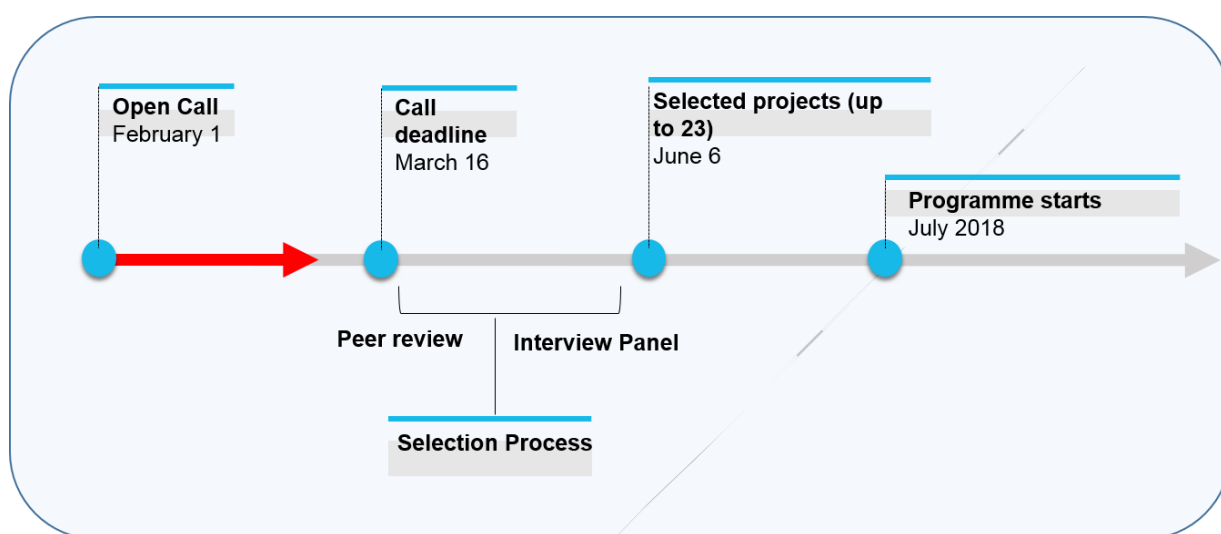 Open Call
February 1
Call
deadline
March 16
Selected projects (up
to 23)
June 6
Programme starts
July 2018
Peer review
Interview Panel
Selection Process